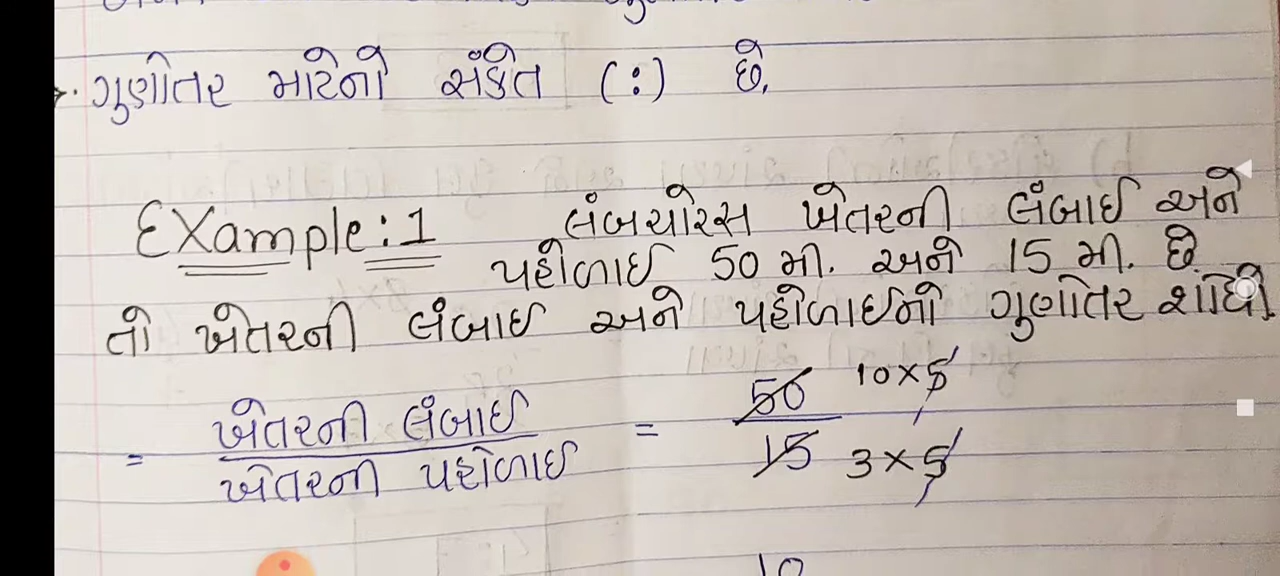 ગુણોતર માટેનો સંકેત (:) છે.
Example:1 લંબચોરસ ખેતરની લંબાઈ અને
પહોળાઈ 50 મી. અને 15 મી. છે
તો ખેતરની લંબાઈ અને પહોળાઈનો ગુણોતર શોધો.
= ખેતરની લંબાઈ / ખેતરની પહોળાઈ = 50 / 15 10×5 / 3×5
10